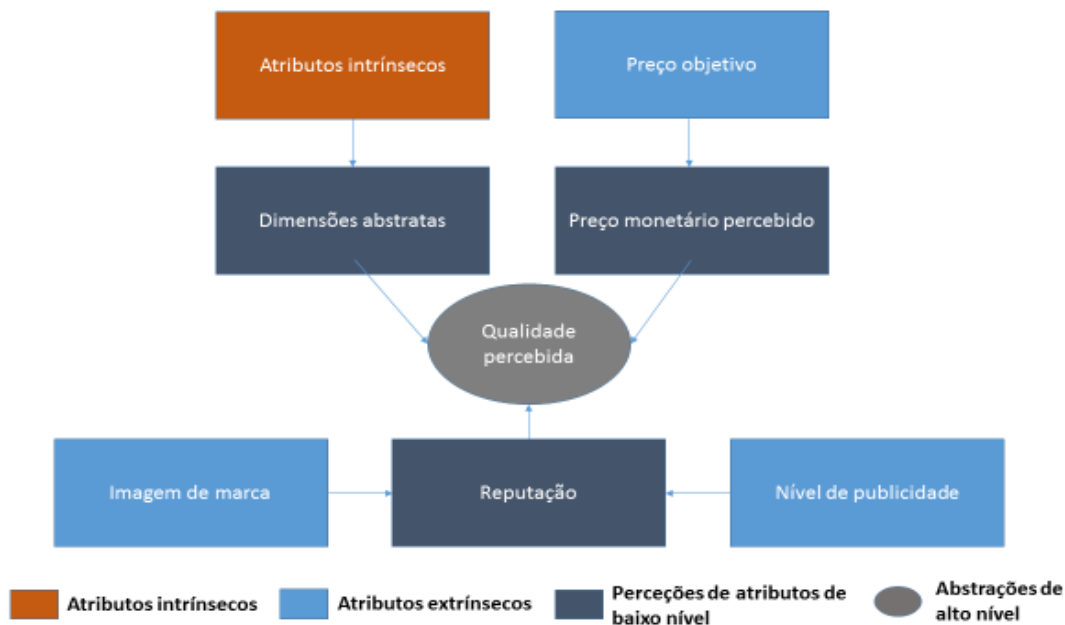 Atributos intrínsecos
Preço objetivo
Dimensões abstratas
Preço monetário percebido
Qualidade
percebida
Imagem de marca
Reputação
Nível de publicidade
Atributos intrínsecos
Atributos extrínsecos
Perceções de atributos de
baixo nível
Abstrações de
alto nível